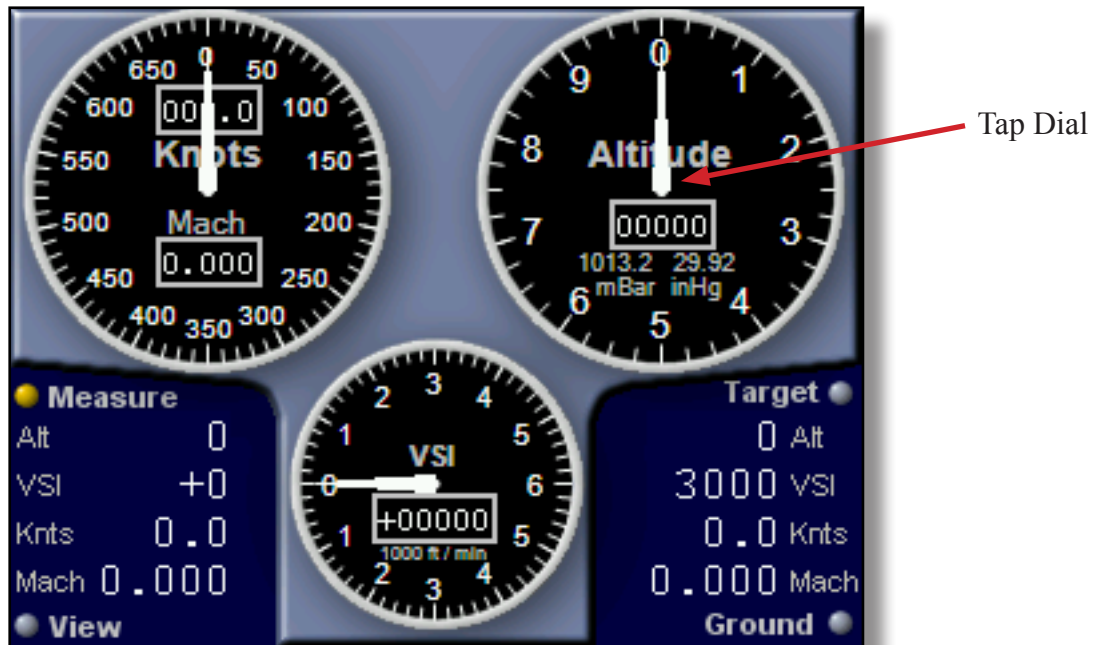 0
50
100
150
200
250
300
350
400
450
500
550
600
650
000.0
Knots
Mach
0.000
0
1
2
3
4
5
6
7
8
9
Altitude
00000
1013.2 29.92
mBar inHg
Tap Dial
Measure
Alt 0
VSI +0
Knts 0.0
Mach 0.000
View
0
1
2
3
4
5
6
5
4
3
2
1
VSI
+00000
1000 ft / min
Target
0 Alt
3000 VSI
0.0 Knts
0.000 Mach
Ground